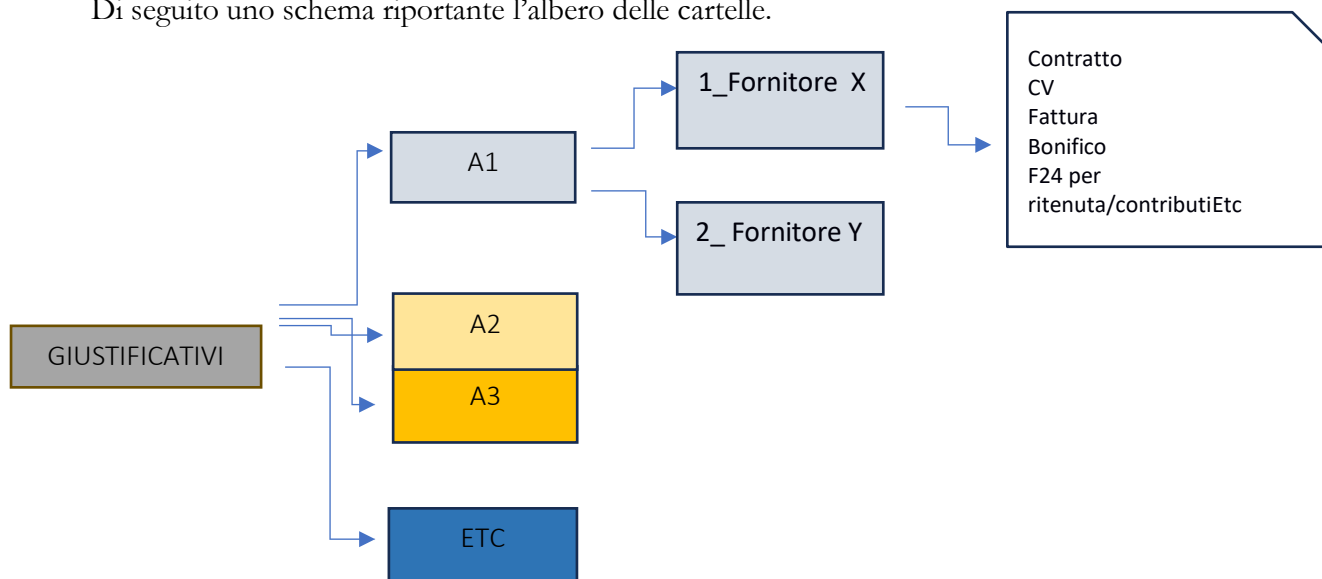 Di seguito uno schema riportante l’albero delle cartelle.
1_Fornitore X
Contratto
CV
Fattura
Bonifico
F24 per
ritenuta/contributiEtc
A1
2_ Fornitore Y
A2
GIUSTIFICATIVI
A3
ETC